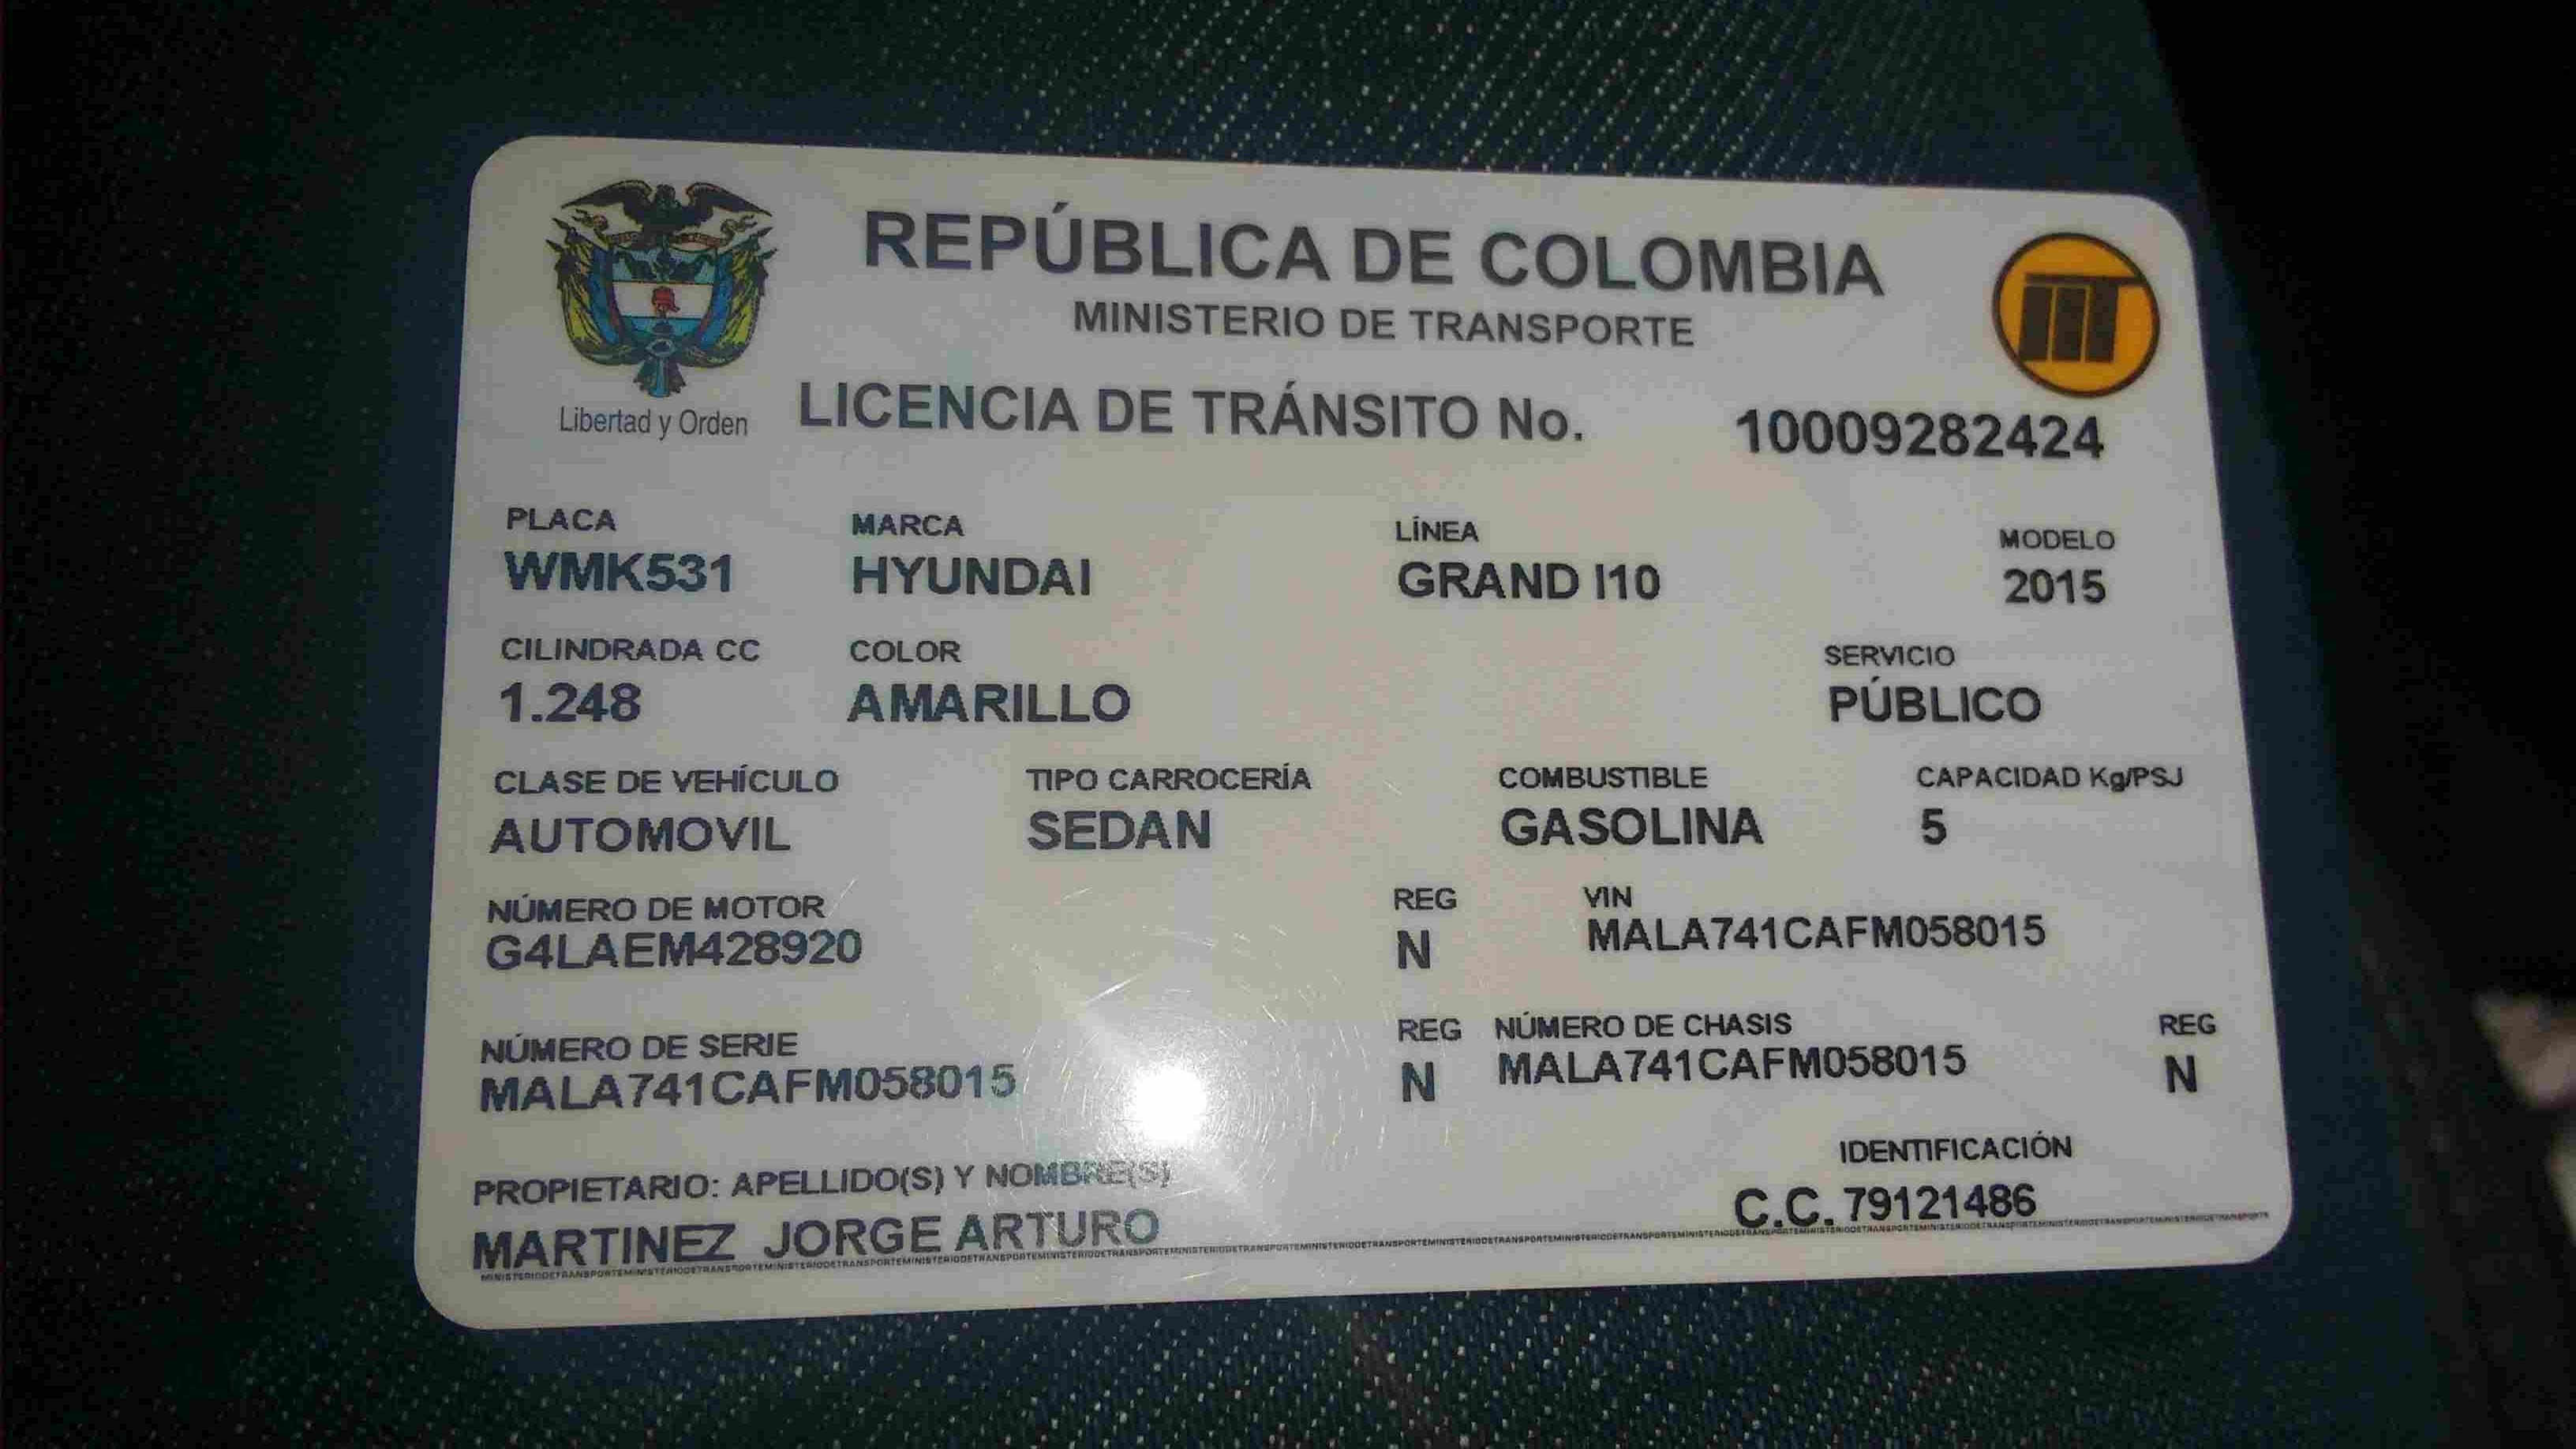 REPÚBLICA DE COLOMBIA
MINISTERIO DE TRANSPORTE
Libertad y Orden
LICENCIA DE TRÁNSITO No. 10009282424
PLACA MARCA LÍNEA MODELO
WMK531 HYUNDAI GRAND I10 2015
CILINDRADA CC COLOR SERVICIO
1.248 AMARILLO PÚBLICO
CLASE DE VEHÍCULO TIPO CARROCERÍA COMBUSTIBLE CAPACIDAD Kg/PSJ
AUTOMOVIL SEDAN GASOLINA 5
NÚMERO DE MOTOR REG VIN
G4LAEM428920 N MALA741CAFM058015
NÚMERO DE SERIE REG NÚMERO DE CHASIS REG
MALA741CAFM058015 N MALA741CAFM058015 N
PROPIETARIO: APELLIDO(S) Y NOMBRE(S) IDENTIFICACIÓN
MARTINEZ JORGE ARTURO C.C. 79121486